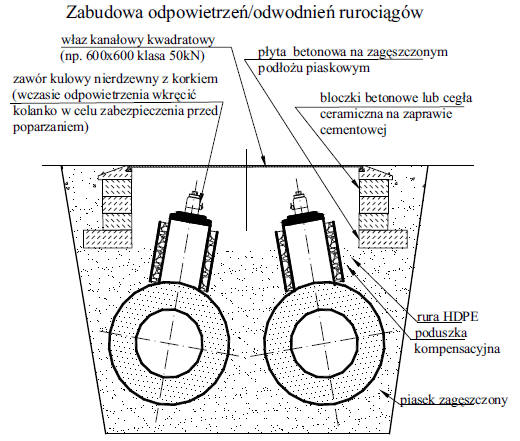 Zabudowa odpowietrzeń/odwodnień rurociągów
właz kanałowy kwadratowy
(np. 600x600 klasa 50kN)
zawór kulowy nierdzewny z korkiem
(wczasie odpowietrzenia wkręcić
kolanko w celu zabezpieczenia przed
poparzaniem)
płyta betonowa na zagęszczonym
podłożu piaskowym
bloczki betonowe lub cegła
ceramiczna na zaprawie
cementowej
rura HDPE
poduszka
kompensacyjna
piasek zagęszczony